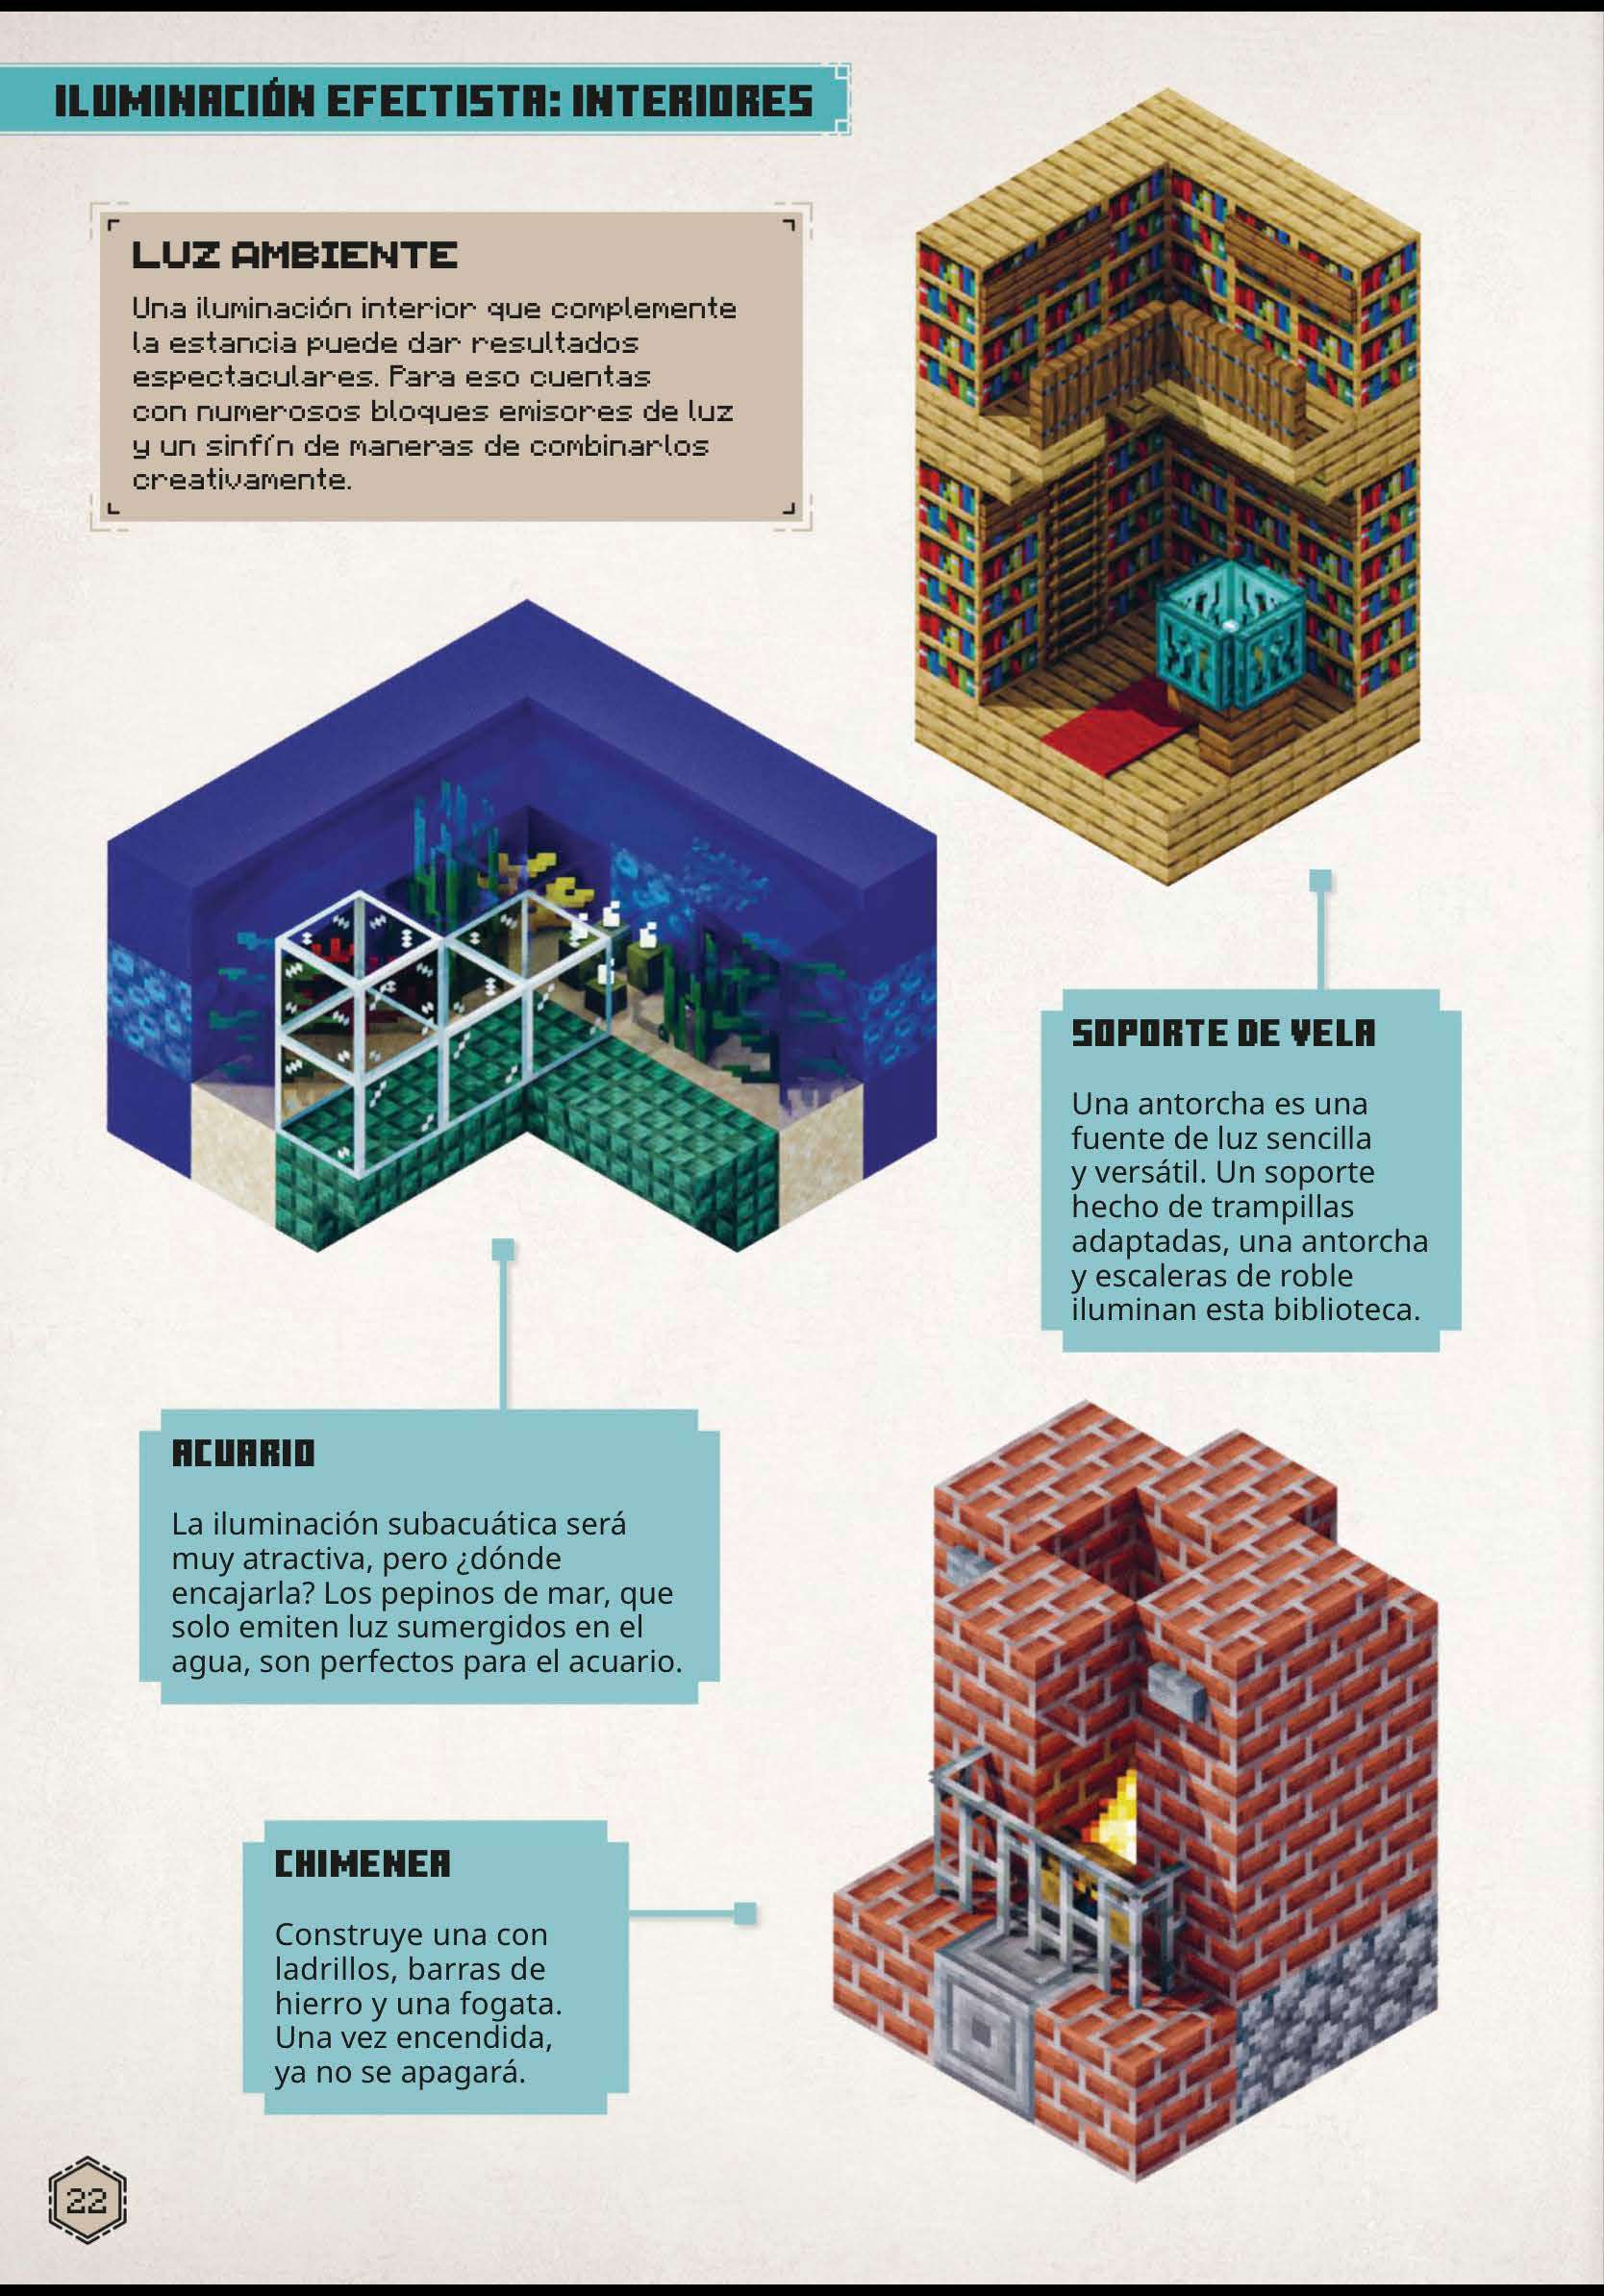 ILUMINACIÓN EFECTISTA: INTERIORES
LUZ AMBIENTE
Una iluminación interior que complemente
la estancia puede dar resultados
espectaculares. Para eso cuentas
con numerosos bloques emisores de luz
y un sinfín de maneras de combinarlos
creativamente.
SOPORTE DE VELA
Una antorcha es una
fuente de luz sencilla
y versátil. Un soporte
hecho de trampillas
adaptadas, una antorcha
y escaleras de roble
iluminan esta biblioteca.
ACUARIO
La iluminación subacuática será
muy atractiva, pero ¿dónde
encajarla? Los pepinos de mar, que
solo emiten luz sumergidos en el
agua, son perfectos para el acuario.
CHIMENEA
Construye una con
ladrillos, barras de
hierro y una fogata.
Una vez encendida,
ya no se apagará.
22